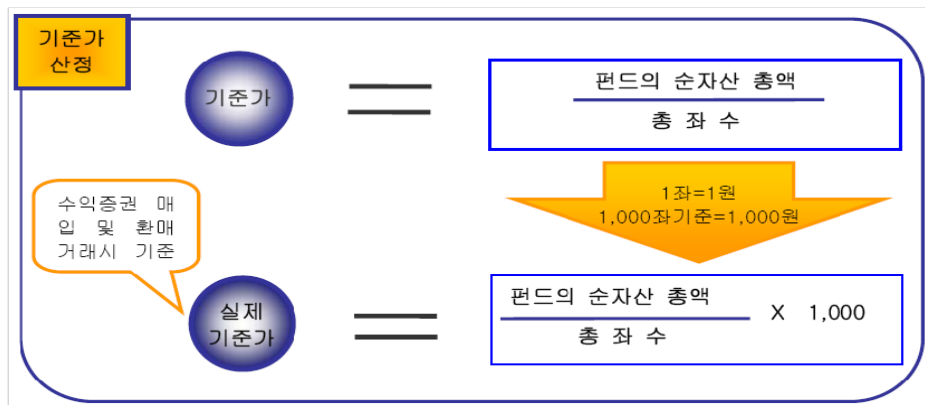 기준가
산정
기준가
펀드의 순자산 총액
총 좌 수
1좌=1원
1,000좌기준=1,000원
수익증권 매
입 및 환매
거래시 기준
실제
기준가
펀드의 순자산 총액
총 좌 수
X 1,000